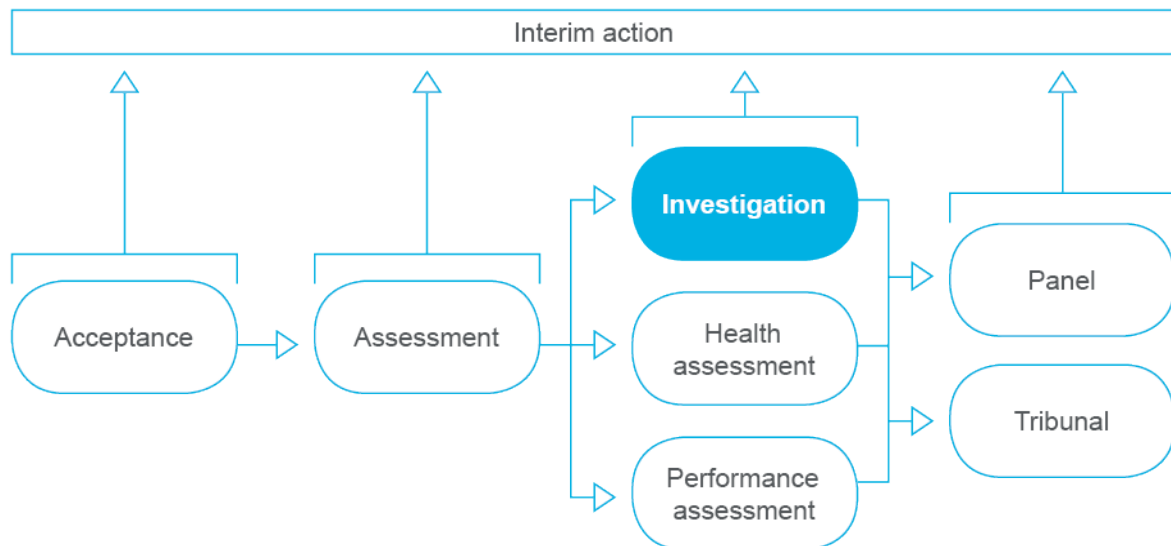 Interim action
Acceptance
Assessment
Investigation
Health
assessment
Performance
assessment
Panel
Tribunal